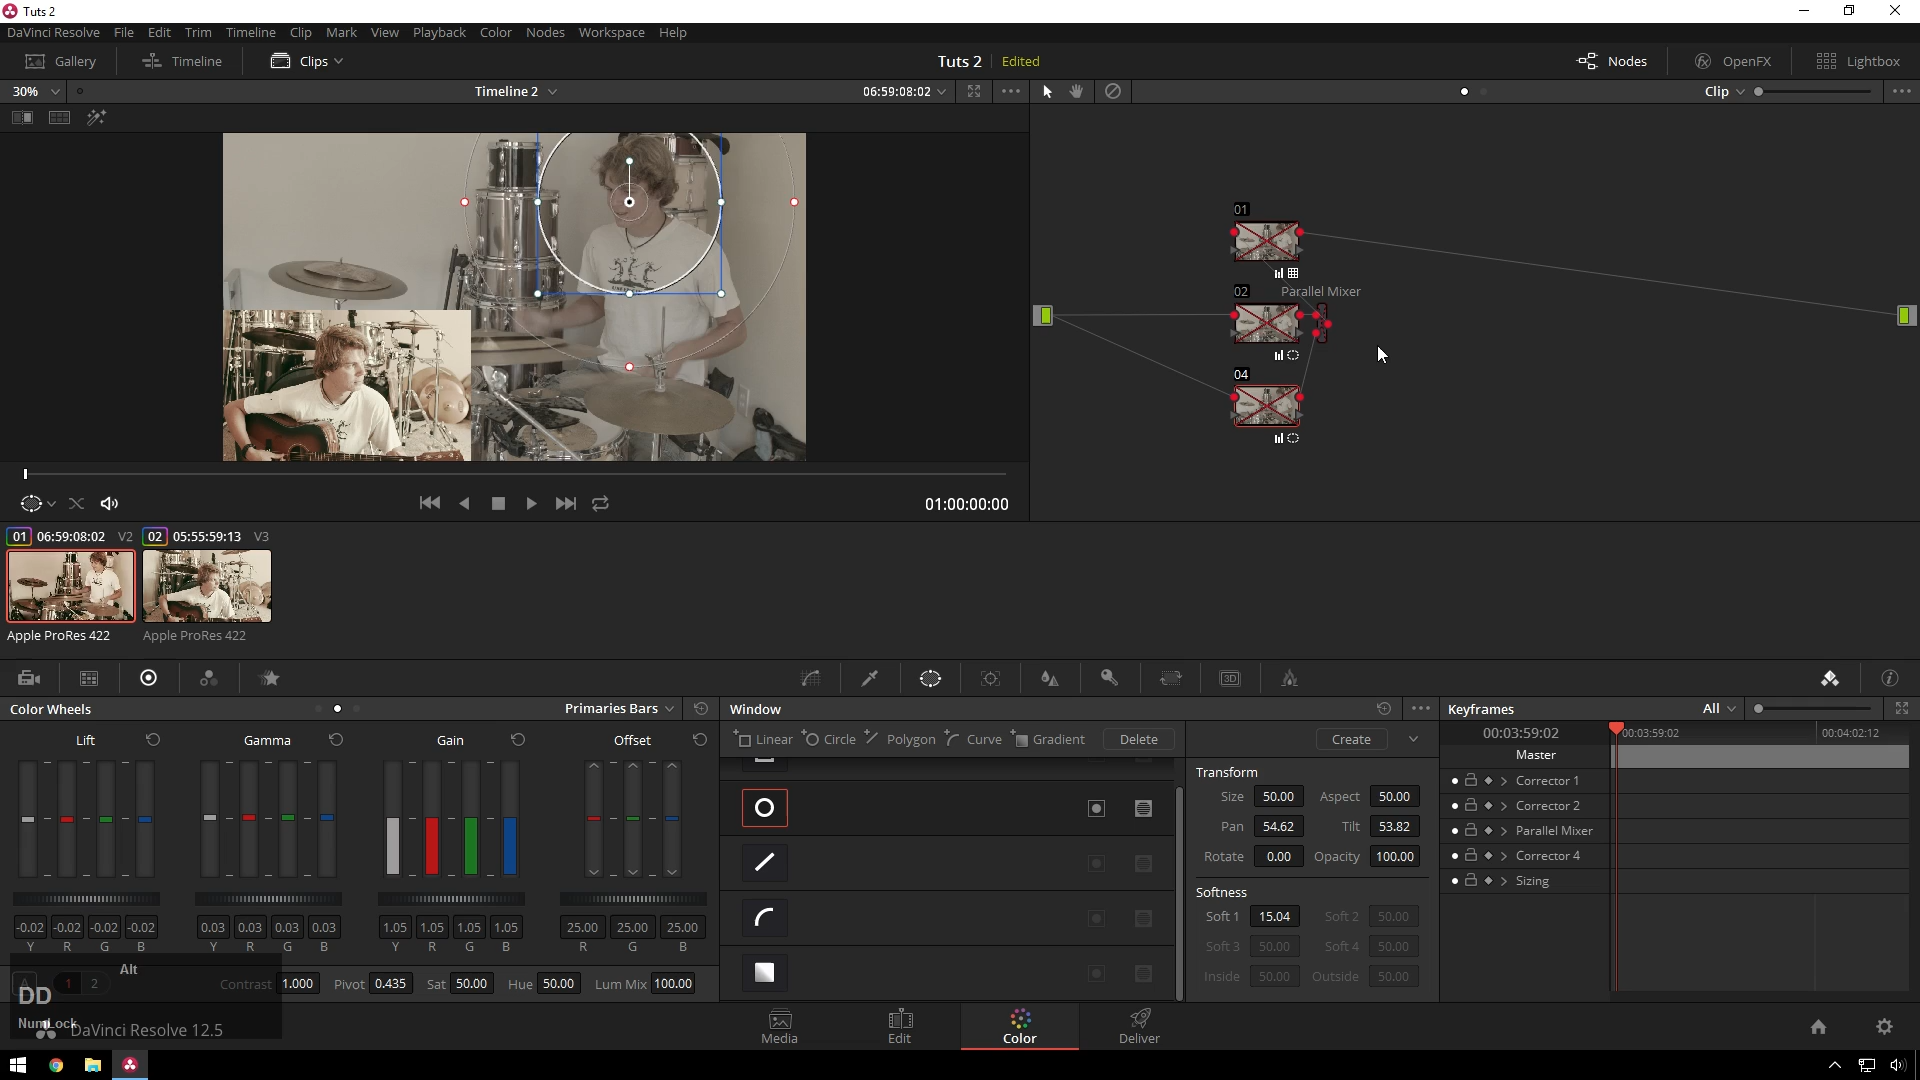 Tuts 2
DaVinci Resolve File Edit Trim Timeline Clip Mark View Playback Color Nodes Workspace Help
Gallery Timeline Clips Tuts 2 Edited Nodes OpenFX Lightbox
30% Timeline 2 06:59:08:02 Clip
01
02 Parallel Mixer
04
01:00:00:00
01 06:59:08:02 V2 02 05:55:59:13 V3
Apple ProRes 422 Apple ProRes 422
3D
Color Wheels Primaries Bars Window Keyframes All
Lift Gamma Gain Offset
Linear Circle Polygon Curve Gradient Delete Create
00:03:59:02 00:03:59:02 00:04:02:12
Master
Transform
Size 50.00 Aspect 50.00
Pan 54.62 Tilt 53.82
Rotate 0.00 Opacity 100.00
Softness
Soft 1 15.04 Soft 2 50.00
Soft 3 50.00 Soft 4 50.00
Inside 50.00 Outside 50.00
Corrector 1
Corrector 2
Parallel Mixer
Corrector 4
Sizing
-0.02 -0.02 -0.02 -0.02 0.03 0.03 0.03 0.03 1.05 1.05 1.05 1.05 25.00 25.00 25.00
Y R G B Y R G B Y R G B R G B
A 1 2 Contrast 1.000 Pivot 0.435 Sat 50.00 Hue 50.00 Lum Mix 100.00
Alt
DD
NumLock
DaVinci Resolve 12.5
Media Edit Color Deliver